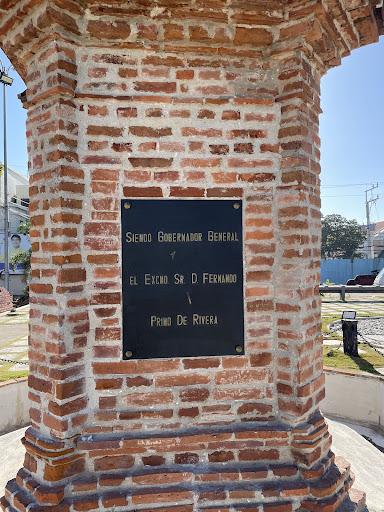 Siendo Gobernador General
y
el Excmo. Sr. D. Fernando
y
Primo De Rivera